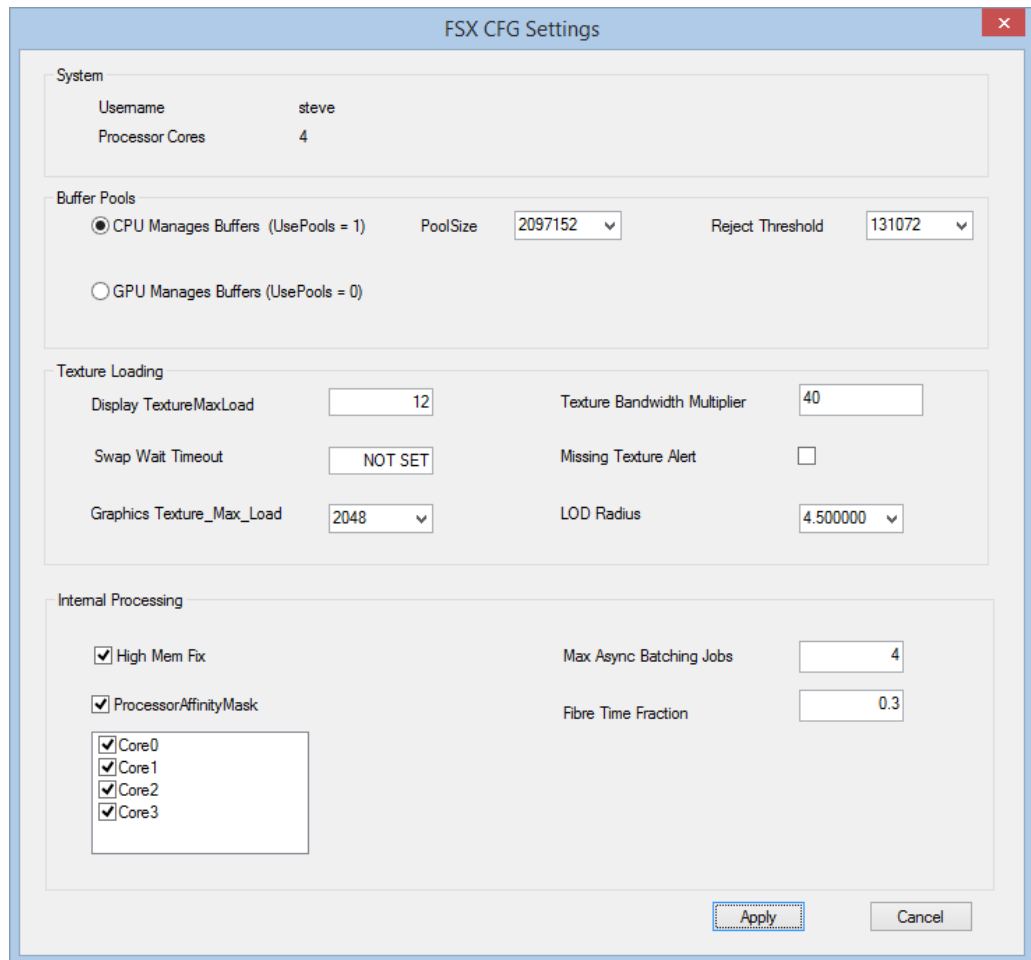 FSX CFG Settings
System
Username steve
Processor Cores 4
Buffer Pools
CPU Manages Buffers (UsePools = 1) PoolSize 2097152 Reject Threshold 131072
GPU Manages Buffers (UsePools = 0)
Texture Loading
Display TextureMaxLoad 12 Texture Bandwidth Multiplier 40
Swap Wait Timeout NOT SET Missing Texture Alert
Graphics Texture_Max_Load 2048 LOD Radius 4.500000
Internal Processing
High Mem Fix Max Async Batching Jobs 4
ProcessorAffinityMask Fibre Time Fraction 0.3
Core0
Core1
Core2
Core3
Apply Cancel